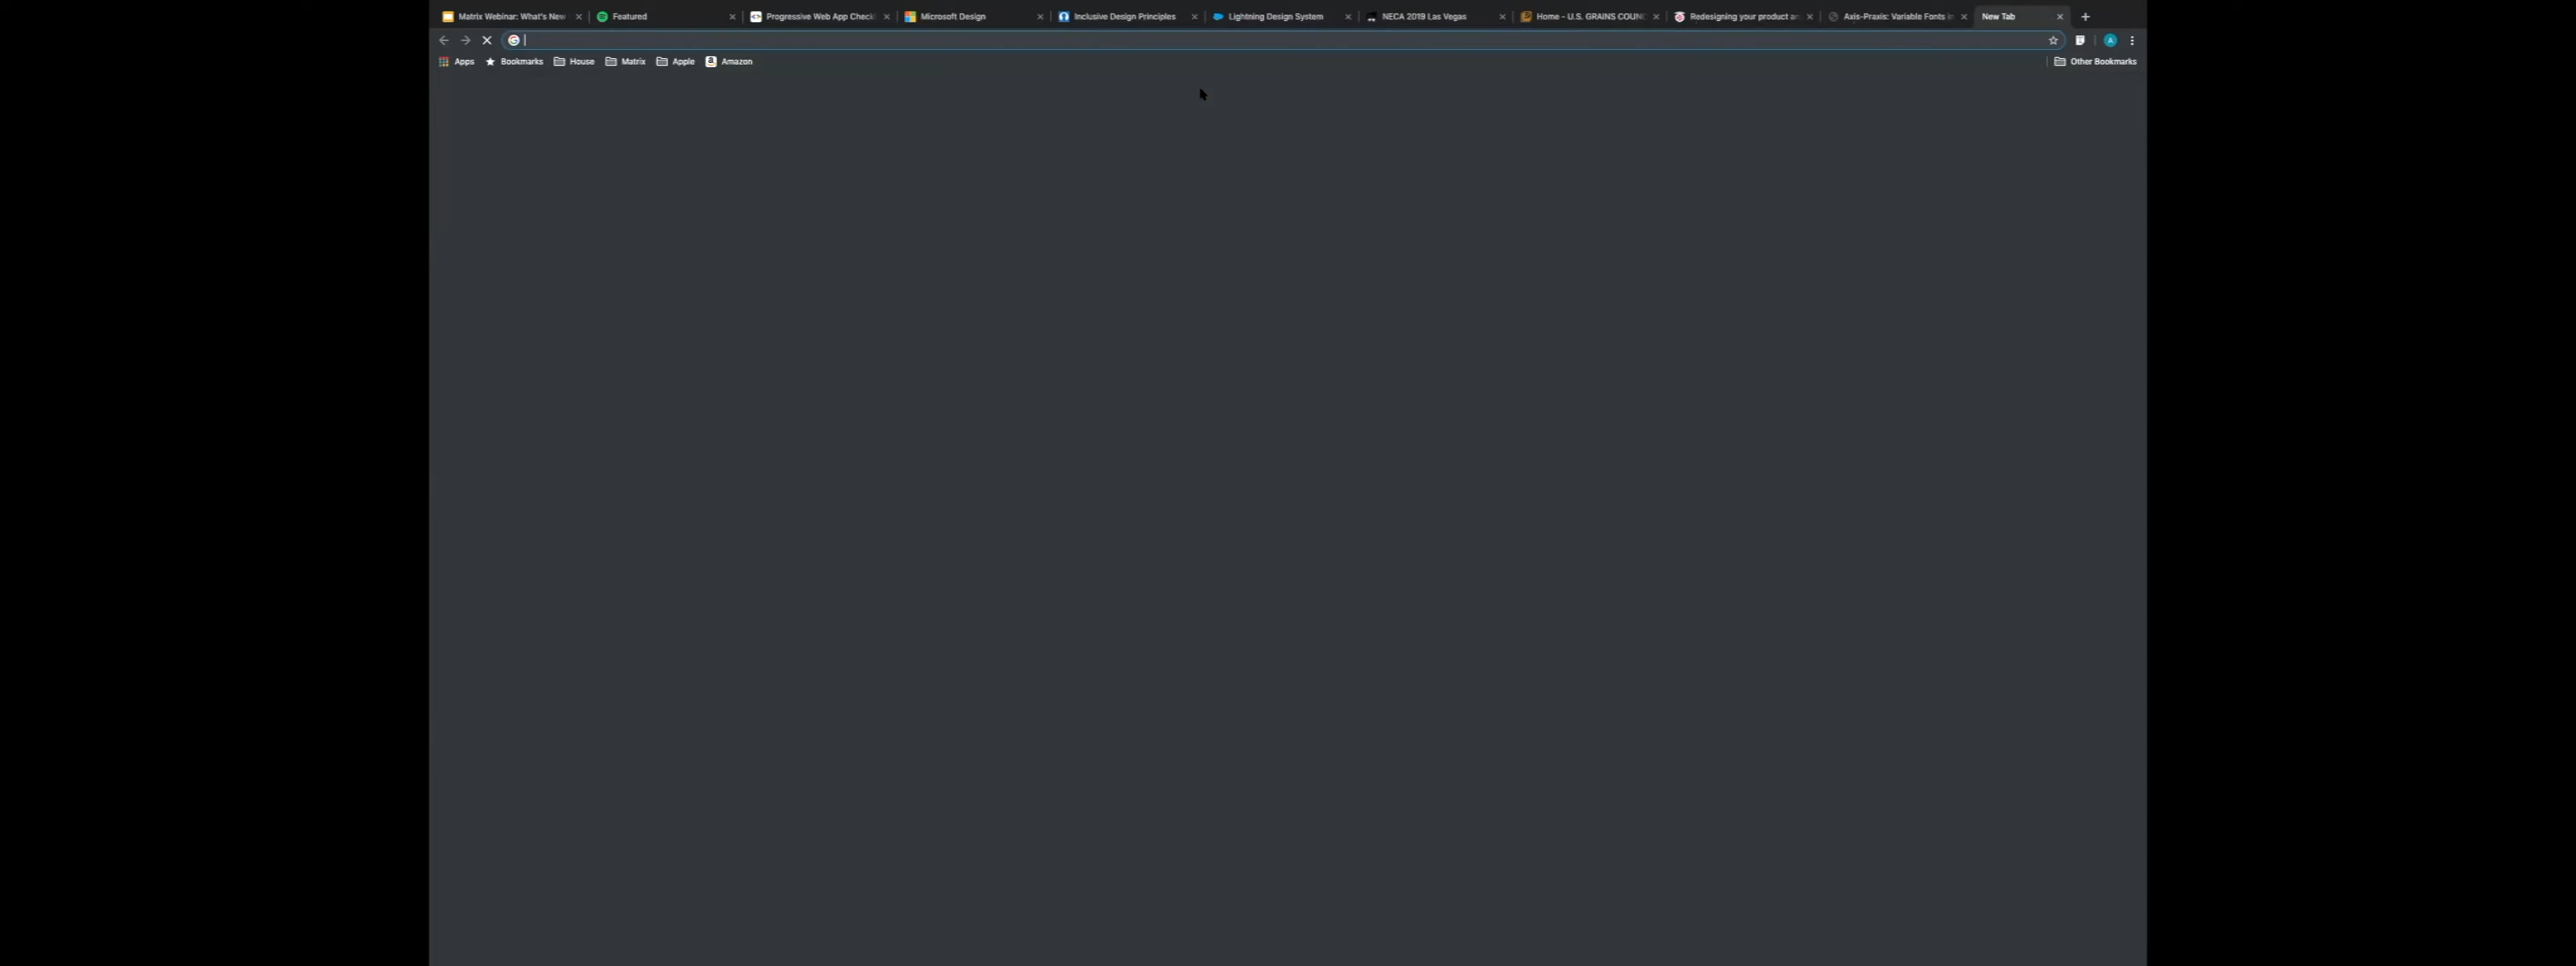 Matrix Webinar: What's New
Featured
Progressive Web App Check
Microsoft Design
Inclusive Design Principles
Lightning Design System
NECA 2019 Las Vegas
Home - U.S. GRAINS COUNC
Redesigning your product an
Axis-Praxis: Variable Fonts in
New Tab
A
Apps Bookmarks House Matrix Apple Amazon Other Bookmarks